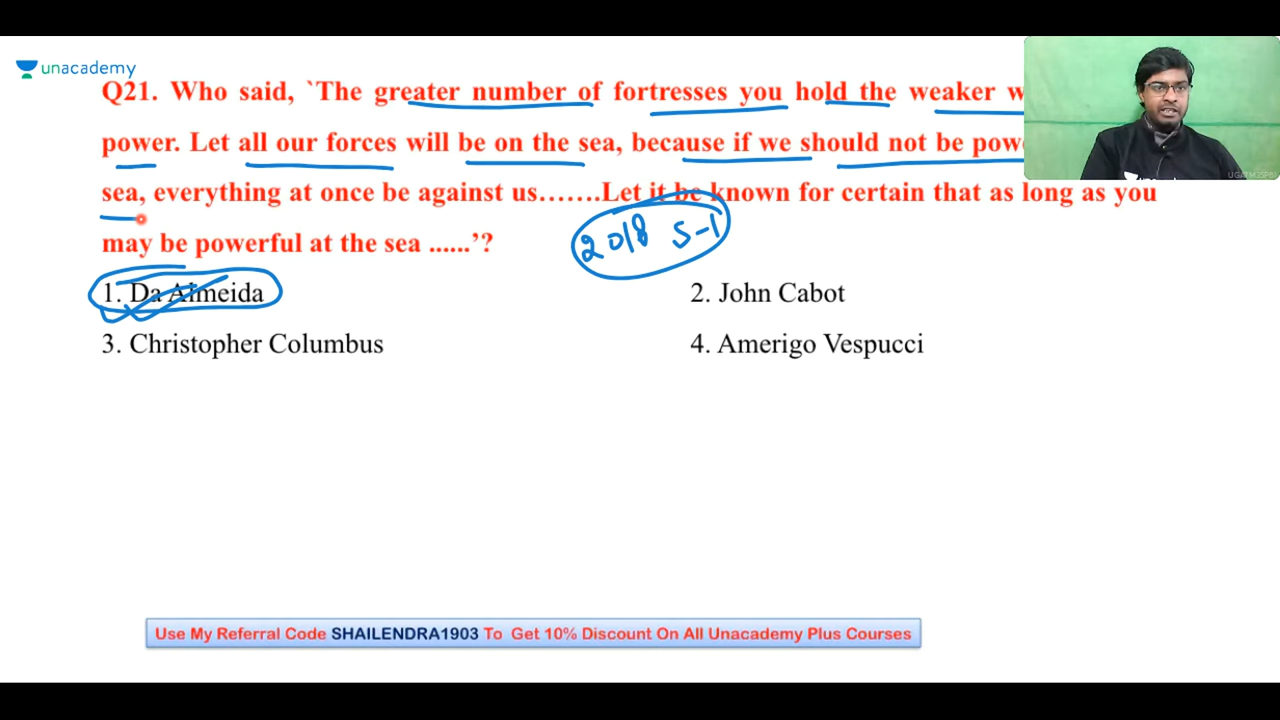 unacademy
Q21. Who said, `The greater number of fortresses you hold the weaker
power. Let all our forces will be on the sea, because if we should not be
sea, everything at once be against us…….Let it be known for certain that as long as you
may be powerful at the sea ......’?
2018 S-1
1. Da Almeida
2. John Cabot
3. Christopher Columbus
4. Amerigo Vespucci
Use My Referral Code SHAILENDRA1903 To Get 10% Discount On All Unacademy Plus Courses